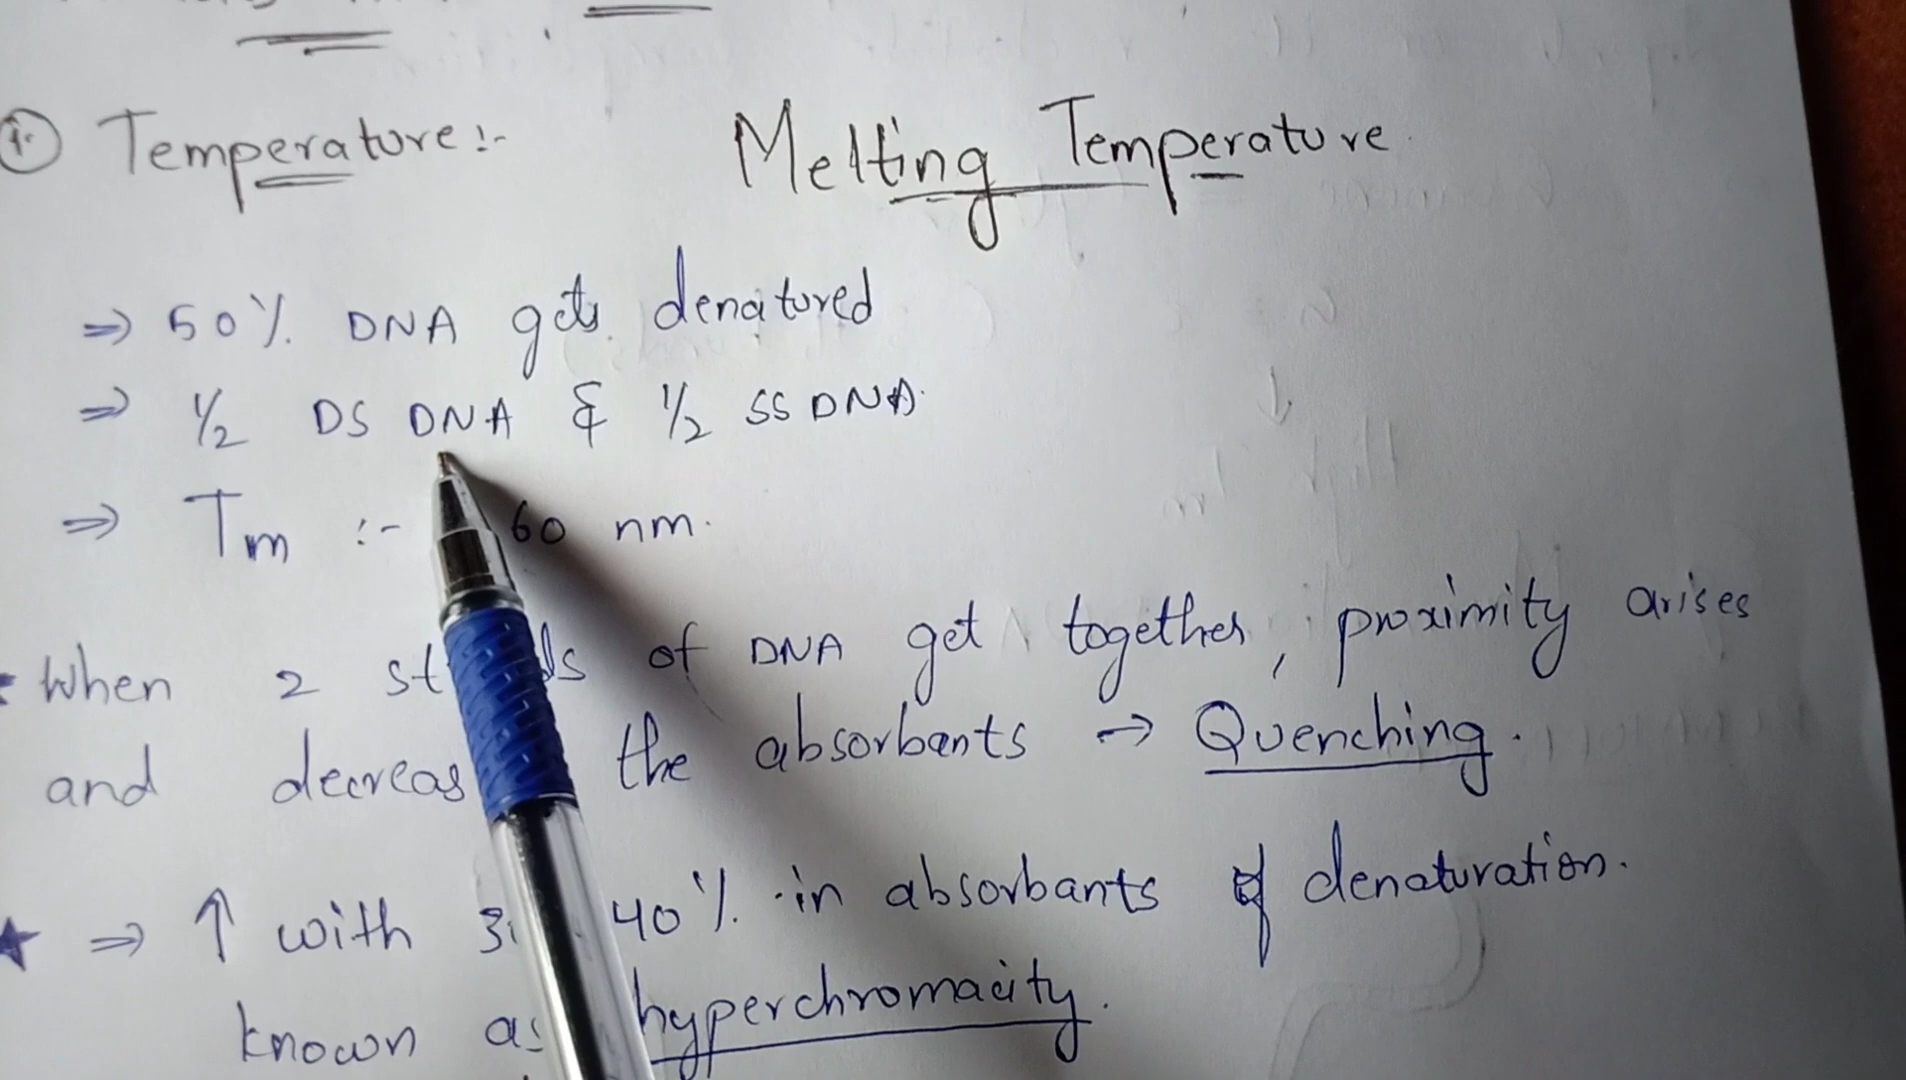 1. Temperature:- Melting Temperature
⇒ 50% DNA gets denatured
⇒ 1/2 DS DNA & 1/2 SS DNA.
⇒ Tm :- 60 nm.
When 2 of DNA get together, proximity arises
and the absorbants → Quenching.
★ ⇒ ↑ with 40% in absorbants of denaturation.
known as hyperchromacity.